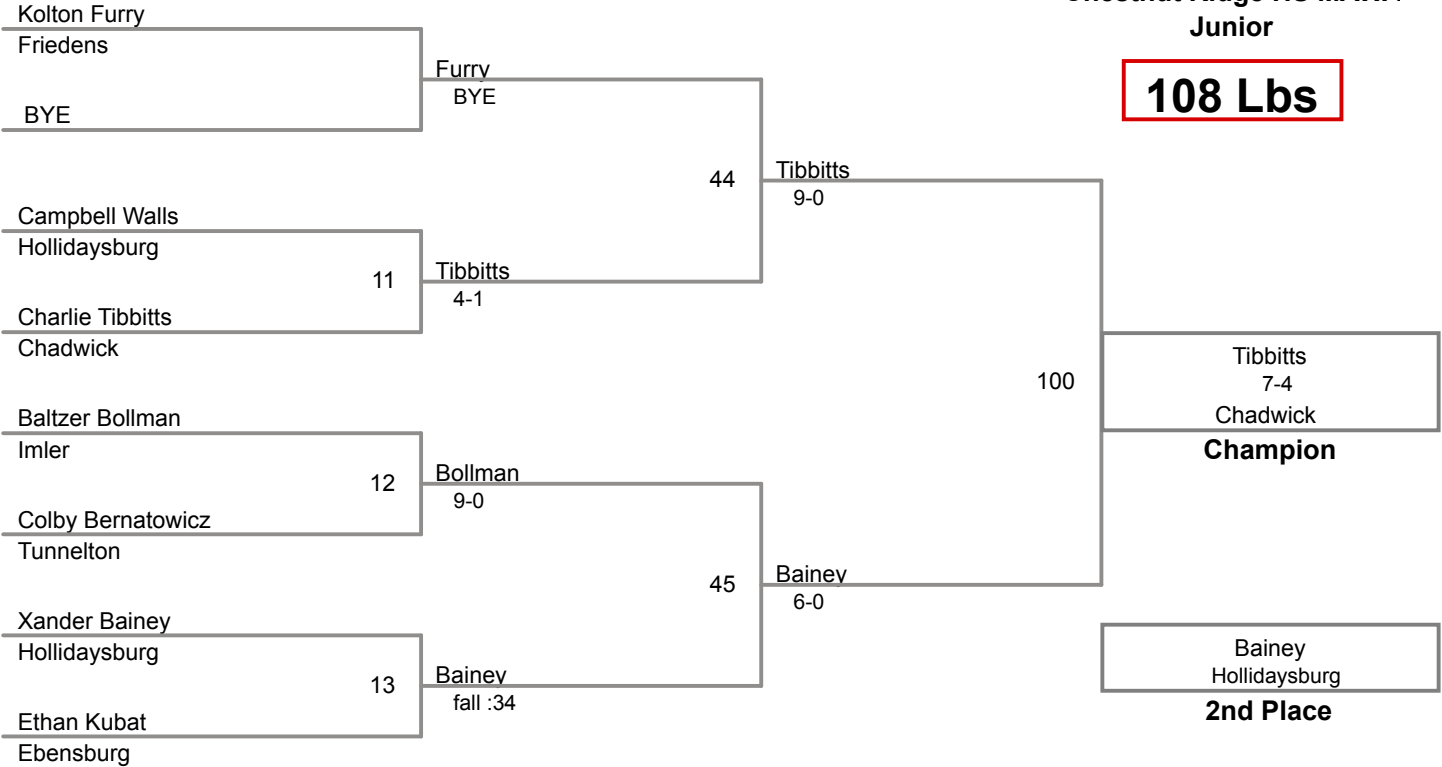 Junior
108 Lbs
Kolton Furry
Friedens
BYE
Campbell Walls
Hollidaysburg
11
Charlie Tibbitts
Chadwick
Baltzer Bollman
Imler
12
Colby Bernatowicz
Tunnelton
Xander Bainey
Hollidaysburg
13
Ethan Kubat
Ebensburg
Furry
BYE
44
Tibbitts
4-1
Bollman
9-0
45
Bainey
fall :34
Tibbitts
9-0
100
Bainey
6-0
Tibbitts
7-4
Chadwick
Champion
Bainey
Hollidaysburg
2nd Place